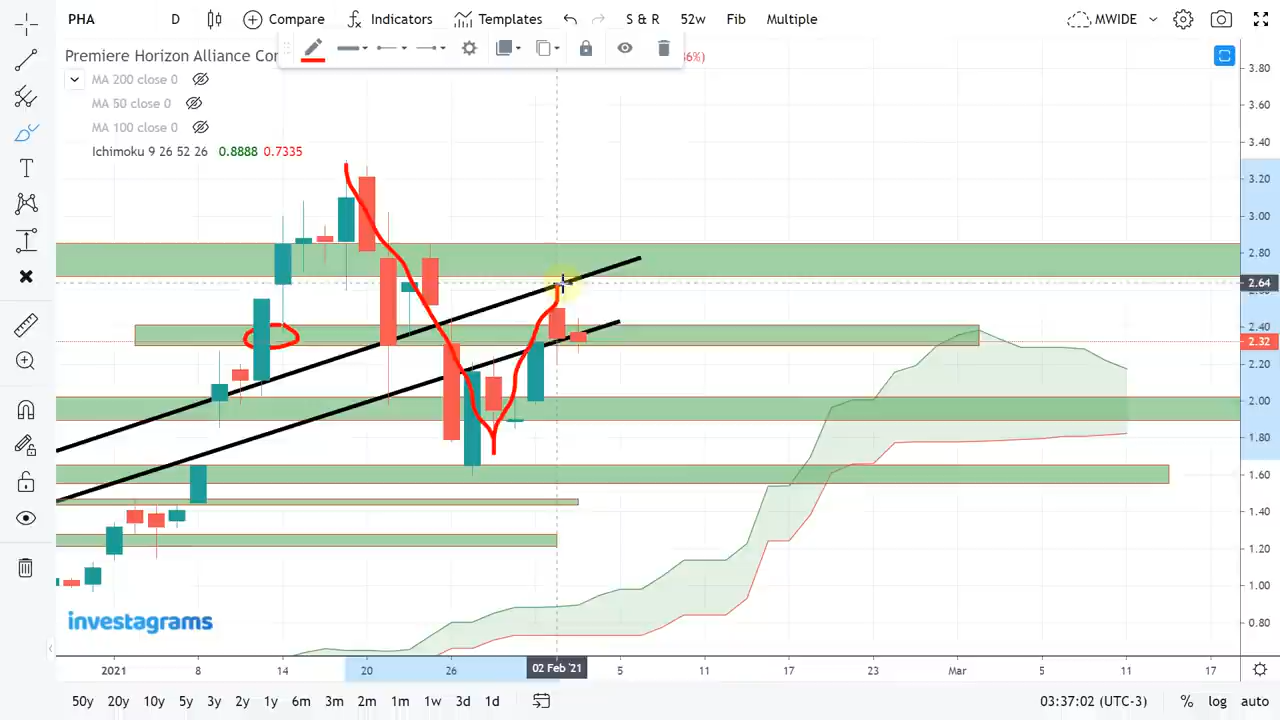 PHA D Compare Indicators Templates S & R 52w Fib Multiple MWIDE
Premiere Horizon Alliance Cor
MA 200 close 0
MA 50 close 0
MA 100 close 0
Ichimoku 9 26 52 26 0.8888 0.7335
3.80
3.60
3.40
3.20
3.00
2.80
2.64
2.40
2.32
2.20
2.00
1.80
1.60
1.40
1.20
1.00
0.80
investagrams
2021 8 14 20 26 02 Feb '21 5 11 17 23 Mar 5 11 17
50y 20y 10y 5y 3y 2y 1y 6m 3m 2m 1m 1w 3d 1d 03:37:02 (UTC-3) % log auto